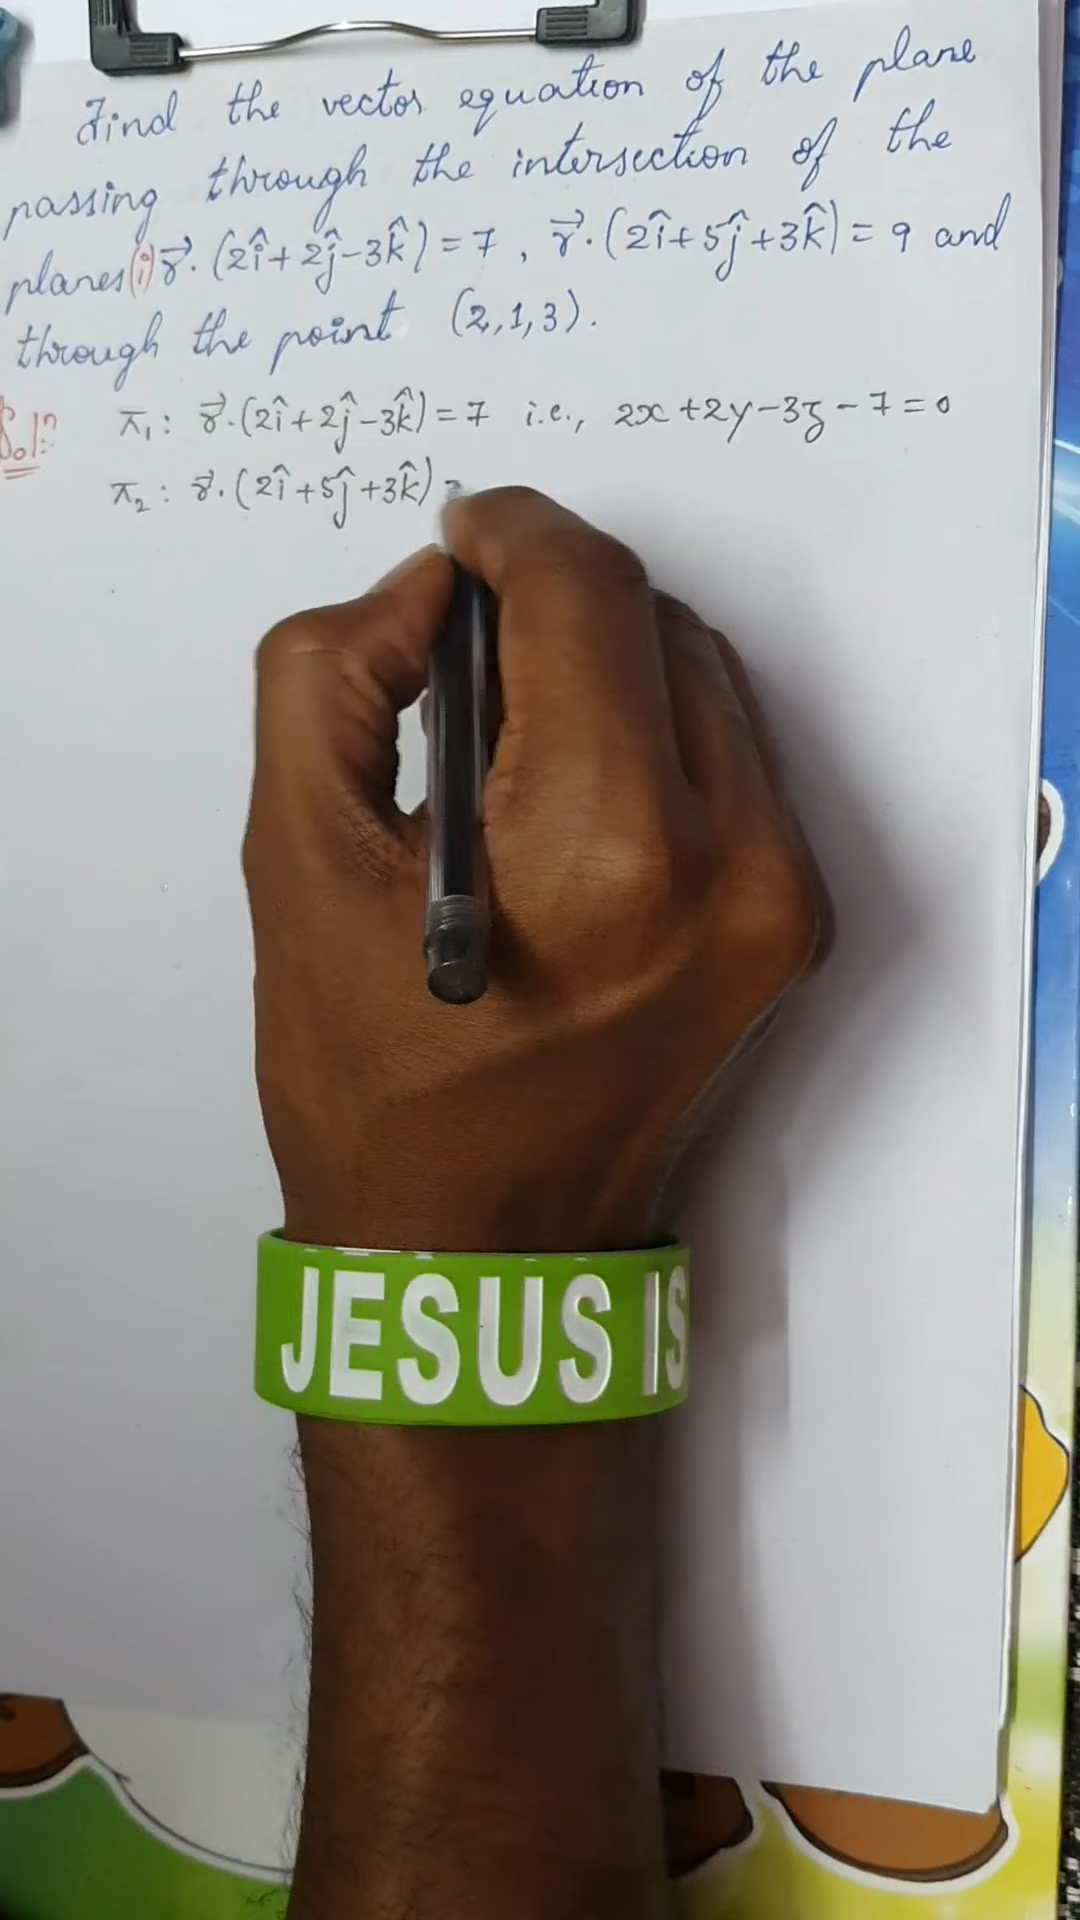 Find the vector equation of the plane
passing through the intersection of the
planes (i) r⃗.(2î+2ĵ-3k̂)=7, r⃗.(2î+5ĵ+3k̂)=9 and
through the point (2,1,3).
Sol:
π₁: r⃗.(2î+2ĵ-3k̂)=7 i.e., 2x+2y-3z-7=0
π₂: r⃗.(2î+5ĵ+3k̂)=
JESUS IS